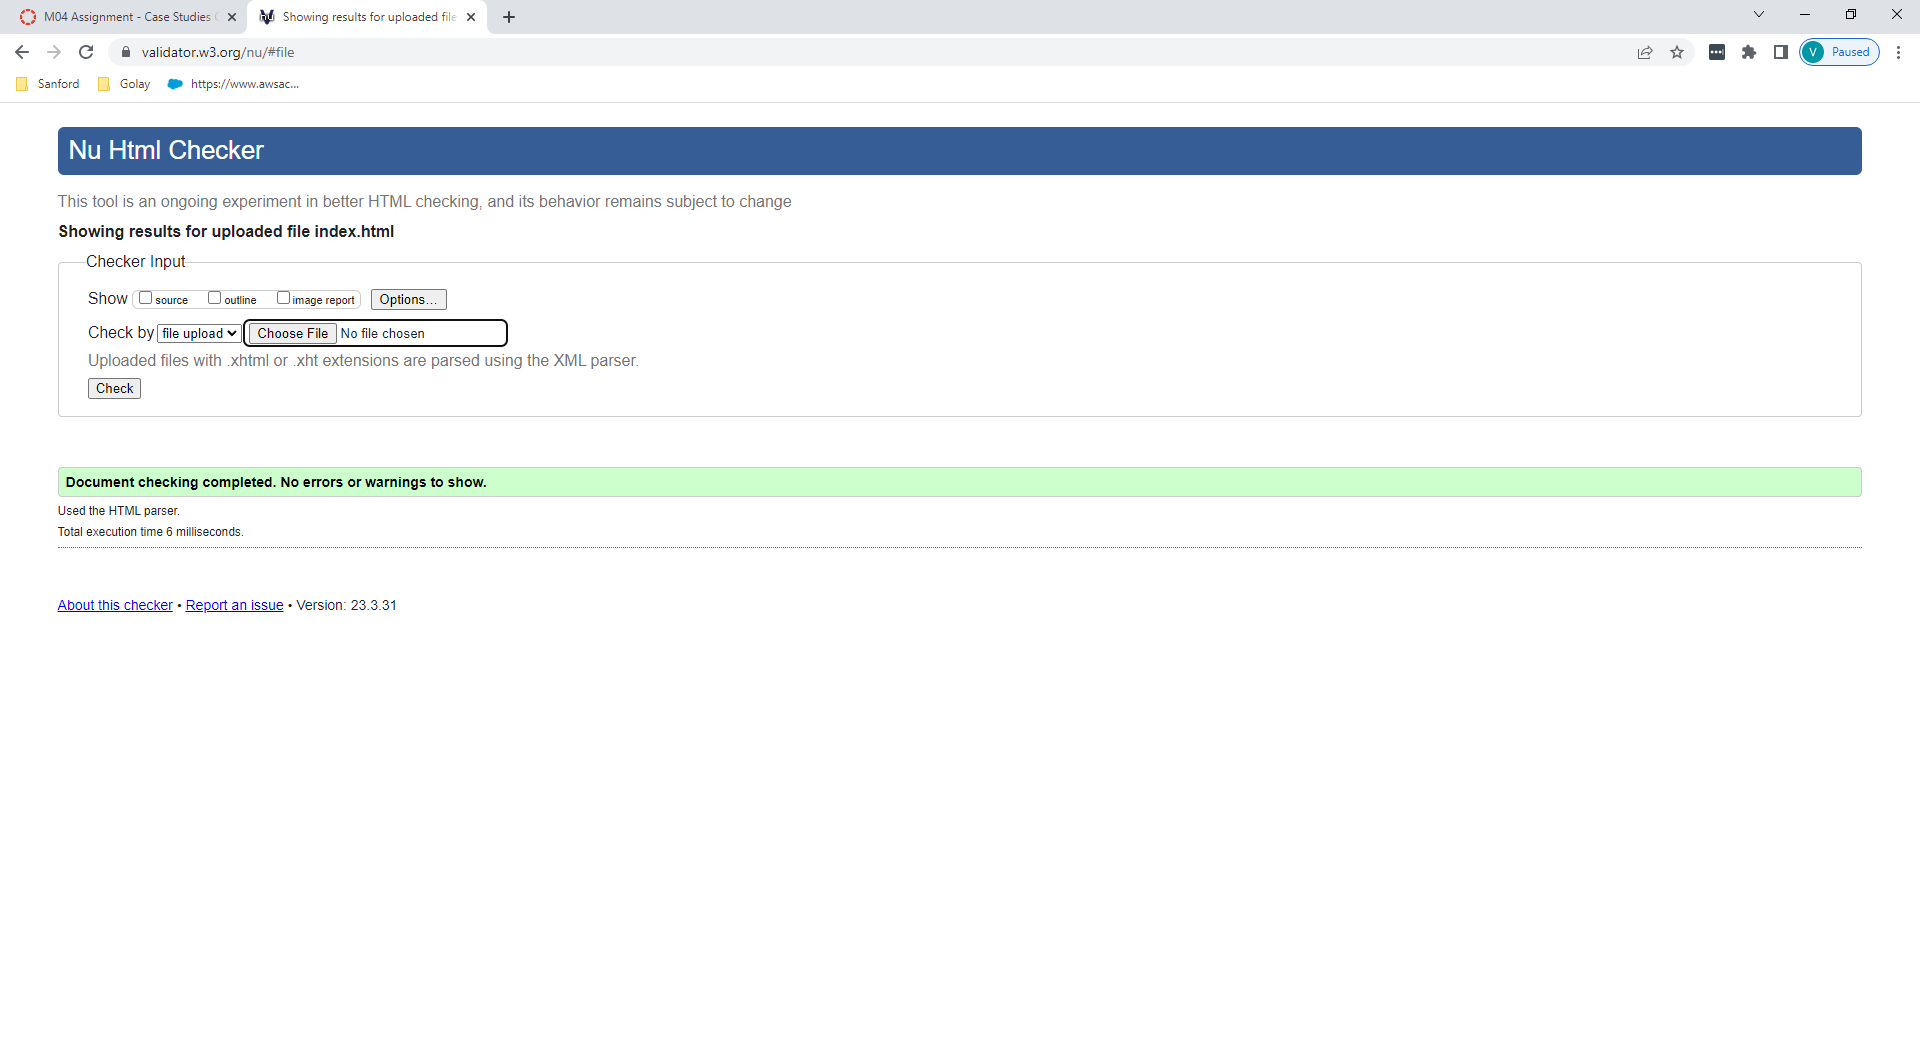 M04 Assignment - Case Studies
Showing results for uploaded file
validator.w3.org/nu/#file
V Paused
Sanford Golay https://www.awsac...
Nu Html Checker
This tool is an ongoing experiment in better HTML checking, and its behavior remains subject to change
Showing results for uploaded file index.html
Checker Input
Show source outline image report Options...
Check by file upload Choose File No file chosen
Uploaded files with .xhtml or .xht extensions are parsed using the XML parser.
Check
Document checking completed. No errors or warnings to show.
Used the HTML parser.
Total execution time 6 milliseconds.
About this checker • Report an issue • Version: 23.3.31